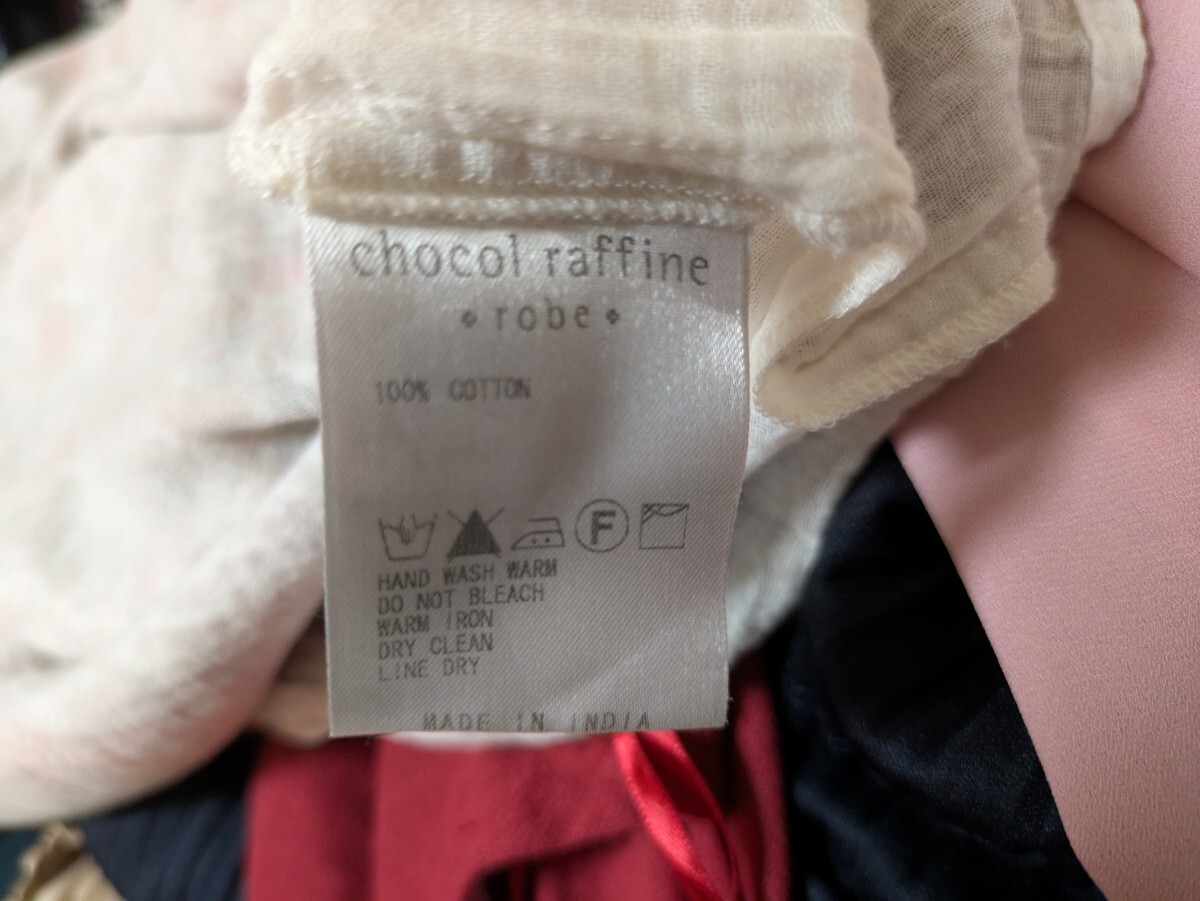 chocol raffine
robe
100% COTTON
F
HAND WASH WARM
DO NOT BLEACH
WARM IRON
DRY CLEAN
LINE DRY
MADE IN INDIA